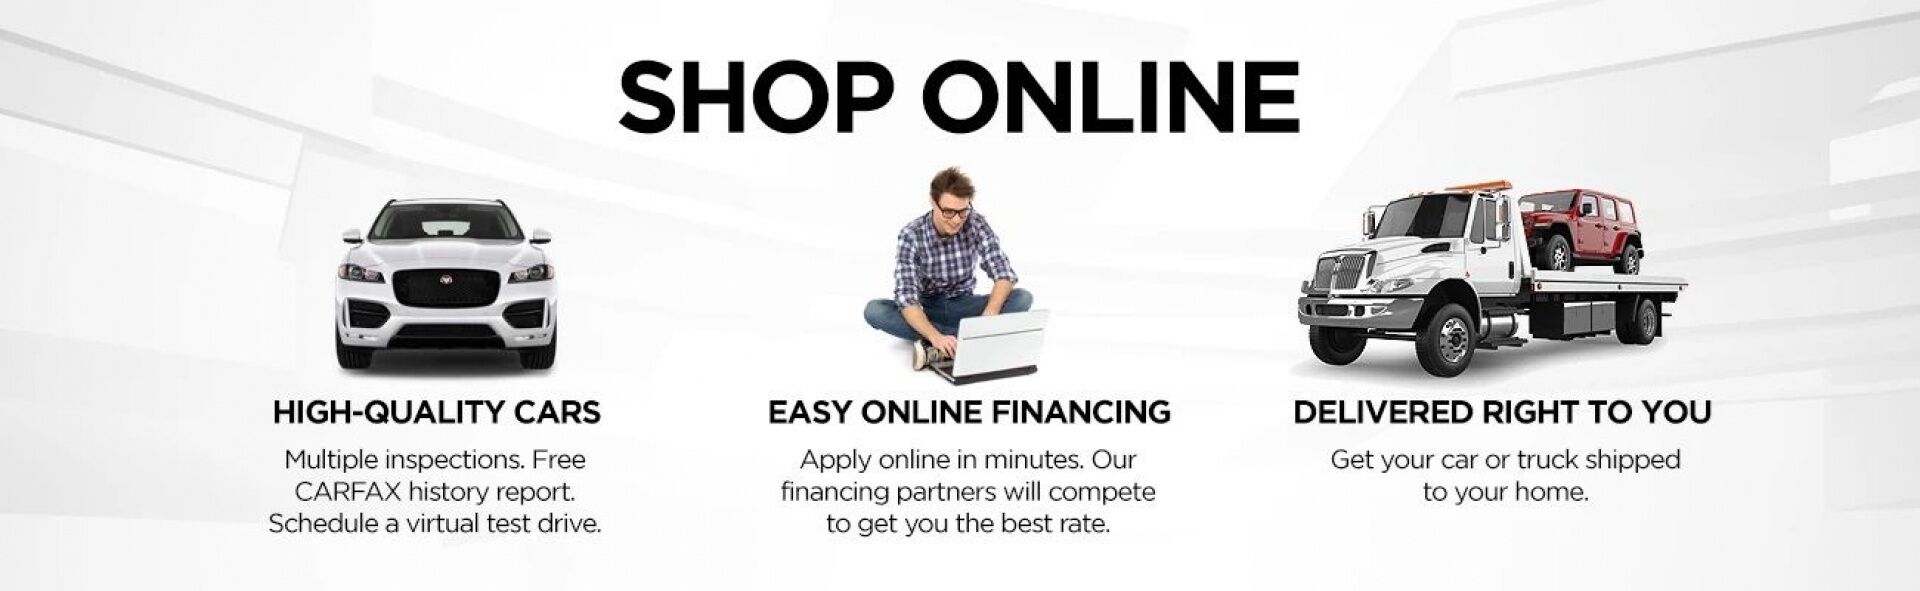 SHOP ONLINE
HIGH-QUALITY CARS
Multiple inspections. Free
CARFAX history report.
Schedule a virtual test drive.
EASY ONLINE FINANCING
Apply online in minutes. Our
financing partners will compete
to get you the best rate.
DELIVERED RIGHT TO YOU
Get your car or truck shipped
to your home.